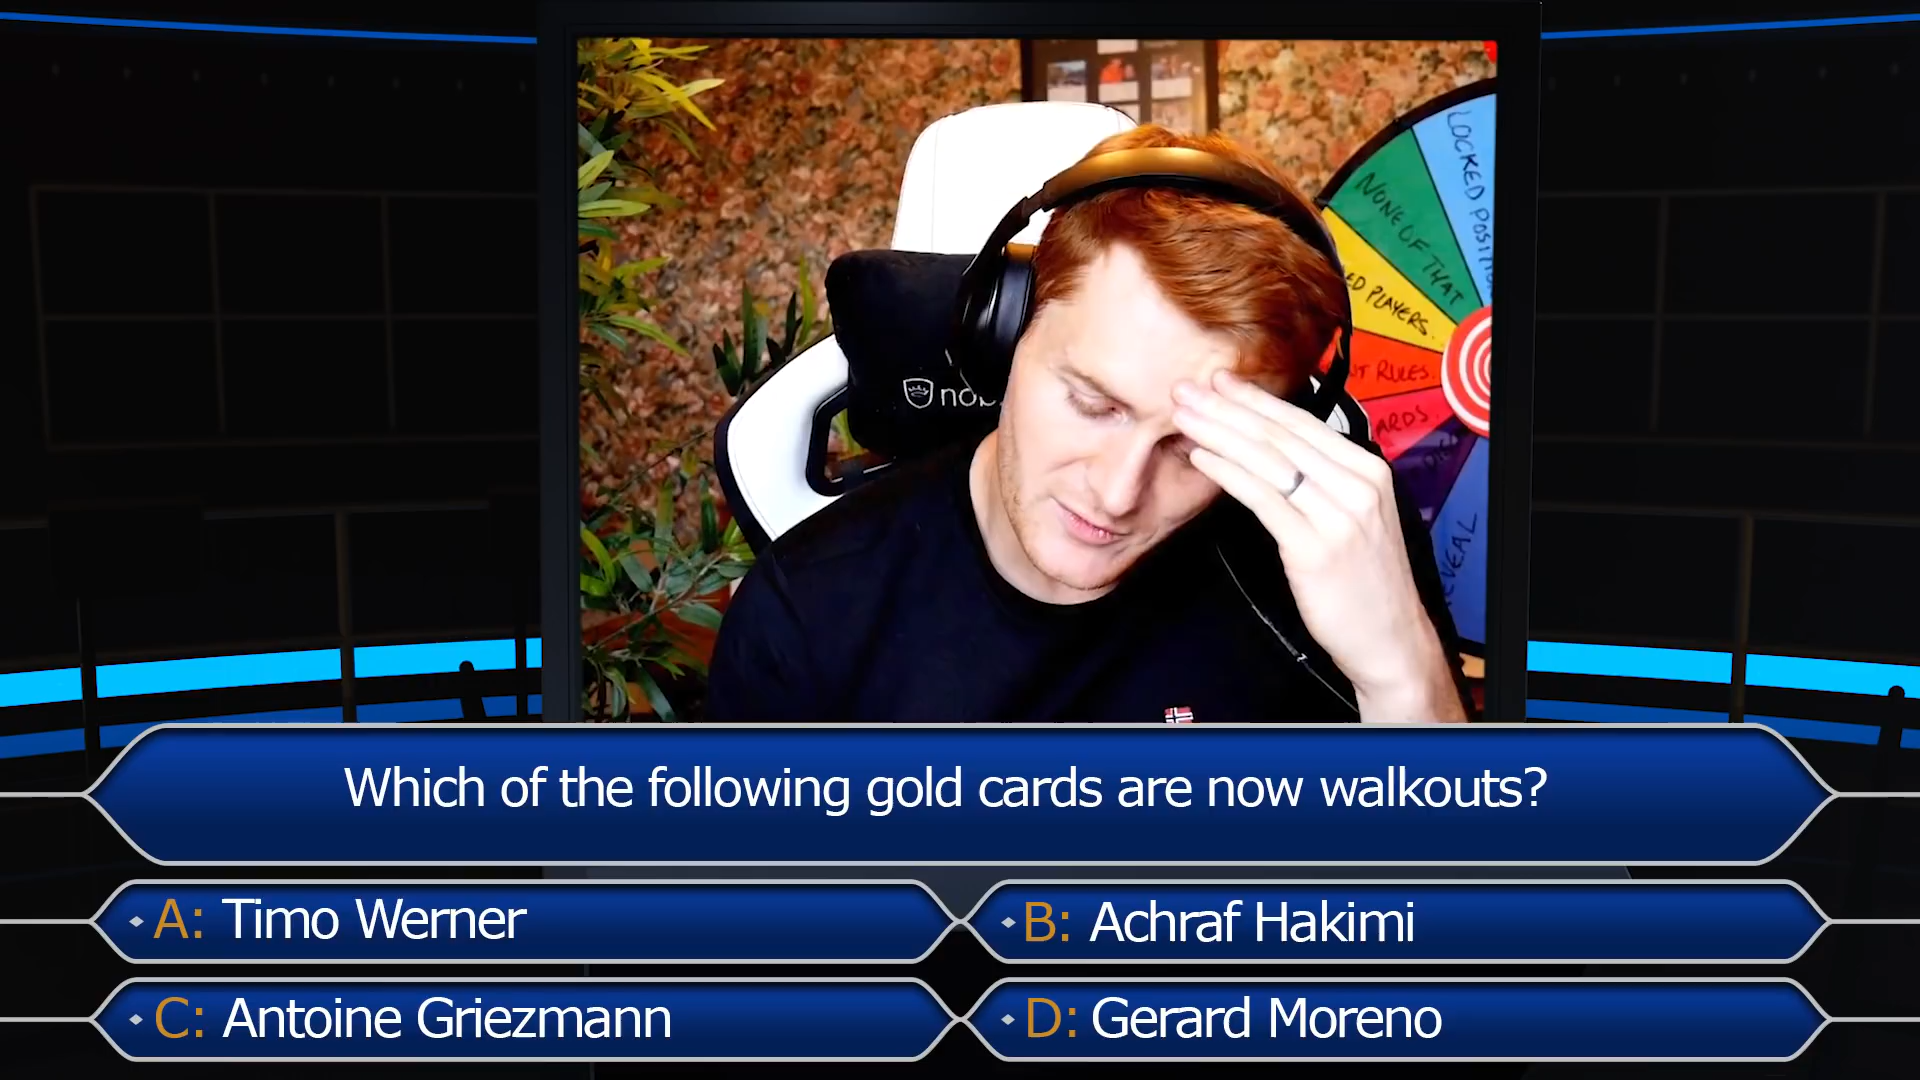 LOCKED
NONE OF THAT
PLAYERS.
RULES.
nob
Which of the following gold cards are now walkouts?
A: Timo Werner
B: Achraf Hakimi
C: Antoine Griezmann
D: Gerard Moreno